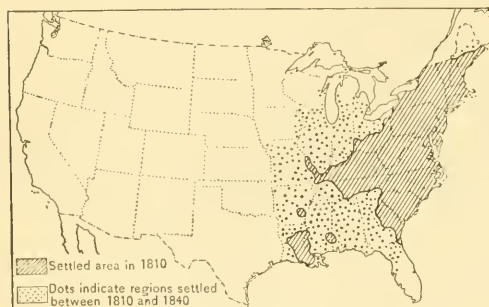 Settled area in 1810
Dots indicate regions settled
between 1810 and 1840